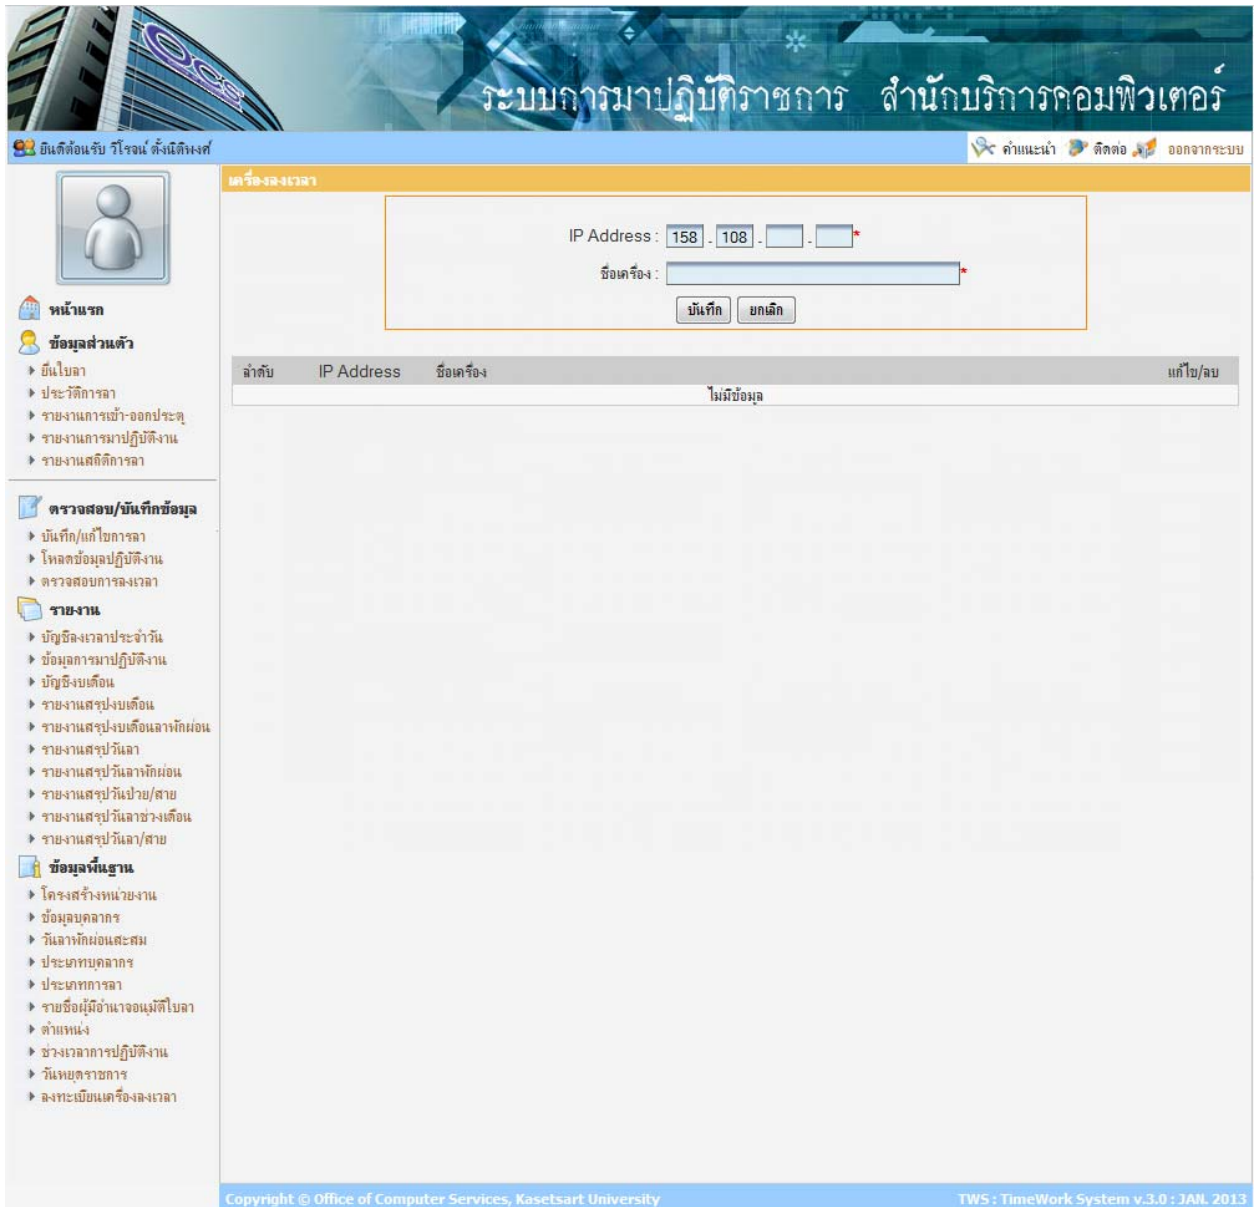 OCS
ระบบการมาปฏิบัติราชการ สำนักบริการคอมพิวเตอร์
ยินดีต้อนรับ วิโรจน์ ตั้งนิติพงศ์
คำแนะนำ ติดต่อ ออกจากระบบ
เครื่องลงเวลา
IP Address : 158 . 108 . . *
ชื่อเครื่อง : *
บันทึก ยกเลิก
ลำดับ IP Address ชื่อเครื่อง แก้ไข/ลบ
ไม่มีข้อมูล
หน้าแรก
ข้อมูลส่วนตัว
ยื่นใบลา
ประวัติการลา
รายงานการเข้า-ออกประตู
รายงานการมาปฏิบัติงาน
รายงานสถิติการลา
ตรวจสอบ/บันทึกข้อมูล
บันทึก/แก้ไขการลา
โหลดข้อมูลปฏิบัติงาน
ตรวจสอบการลงเวลา
รายงาน
บัญชีลงเวลาประจำวัน
ข้อมูลการมาปฏิบัติงาน
บัญชีงบเดือน
รายงานสรุปงบเดือน
รายงานสรุปงบเดือนลาพักผ่อน
รายงานสรุปวันลา
รายงานสรุปวันลาพักผ่อน
รายงานสรุปวันป่วย/สาย
รายงานสรุปวันลาช่วงเดือน
รายงานสรุปวันลา/สาย
ข้อมูลพื้นฐาน
โครงสร้างหน่วยงาน
ข้อมูลบุคลากร
วันลาพักผ่อนสะสม
ประเภทบุคลากร
ประเภทการลา
รายชื่อผู้มีอำนาจอนุมัติใบลา
ตำแหน่ง
ช่วงเวลาการปฏิบัติงาน
วันหยุดราชการ
ลงทะเบียนเครื่องลงเวลา
Copyright © Office of Computer Services, Kasetsart University TWS : TimeWork System v.3.0 : JAN. 2013